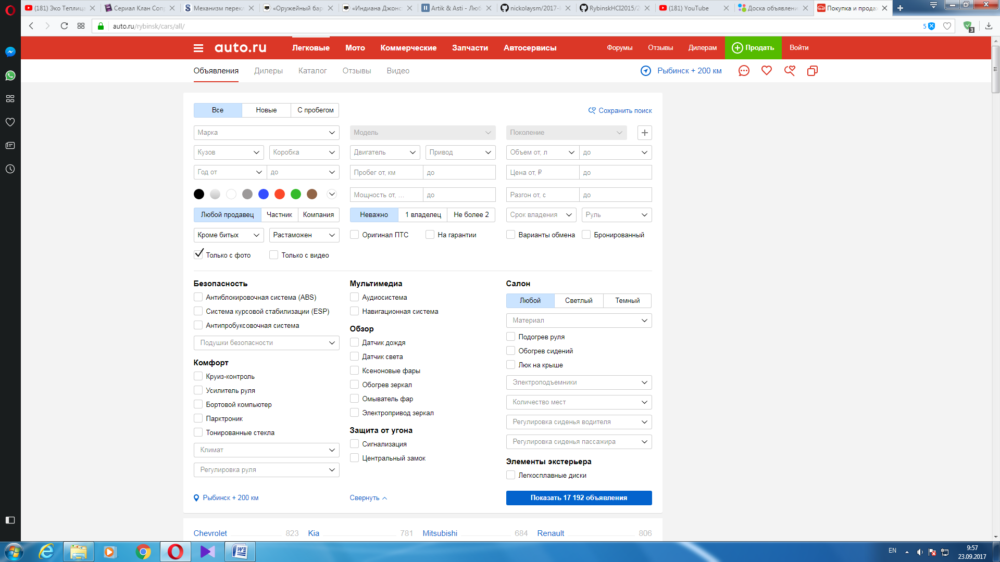 (181) Эко Теплица
Сериал Клан Сопр
Механизм перекл
«Оружейный бар
«Индиана Джонс
Artik & Asti - Люб
nickolaysm/2017-
RybinskHCI2015/2
(181) YouTube
Доска объявлени
Покупка и продаж
auto.ru/rybinsk/cars/all/
5
3
auto.ru
Легковые
Мото
Коммерческие
Запчасти
Автосервисы
Форумы
Отзывы
Дилерам
Продать
Войти
Объявления
Дилеры
Каталог
Отзывы
Видео
Рыбинск + 200 км
Все
Новые
С пробегом
Сохранить поиск
Марка
Модель
Поколение
Кузов
Коробка
Двигатель
Привод
Объем от, л
до
Год от
до
Пробег от, км
до
Цена от, ₽
до
Мощность от, ...
до
Разгон от, с
до
Любой продавец
Частник
Компания
Неважно
1 владелец
Не более 2
Срок владения
Руль
Кроме битых
Растаможен
Оригинал ПТС
На гарантии
Варианты обмена
Бронированный
Только с фото
Только с видео
Безопасность
Антиблокировочная система (ABS)
Система курсовой стабилизации (ESP)
Антипробуксовочная система
Подушки безопасности
Комфорт
Круиз-контроль
Усилитель руля
Бортовой компьютер
Парктроник
Тонированные стекла
Климат
Регулировка руля
Мультимедиа
Аудиосистема
Навигационная система
Обзор
Датчик дождя
Датчик света
Ксеноновые фары
Обогрев зеркал
Омыватель фар
Электропривод зеркал
Защита от угона
Сигнализация
Центральный замок
Салон
Любой
Светлый
Темный
Материал
Подогрев руля
Обогрев сидений
Люк на крыше
Электроподъемники
Количество мест
Регулировка сиденья водителя
Регулировка сиденья пассажира
Элементы экстерьера
Легкосплавные диски
Рыбинск + 200 км
Свернуть
Показать 17 192 объявления
Chevrolet 823
Kia 781
Mitsubishi 684
Renault 806
EN
9:57
23.09.2017